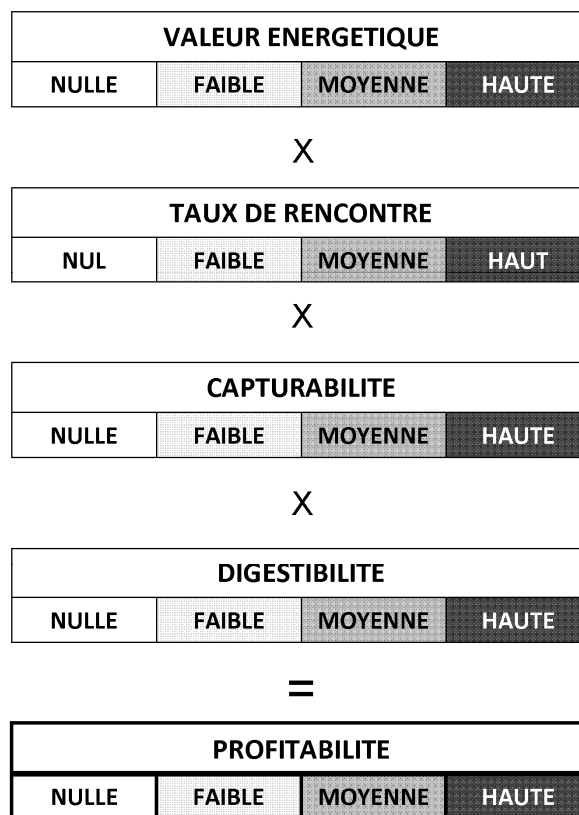 VALEUR ENERGETIQUE
NULLE FAIBLE MOYENNE HAUTE
X
TAUX DE RENCONTRE
NUL FAIBLE MOYENNE HAUT
X
CAPTURABILITE
NULLE FAIBLE MOYENNE HAUTE
X
DIGESTIBILITE
NULLE FAIBLE MOYENNE HAUTE
=
PROFITABILITE
NULLE FAIBLE MOYENNE HAUTE